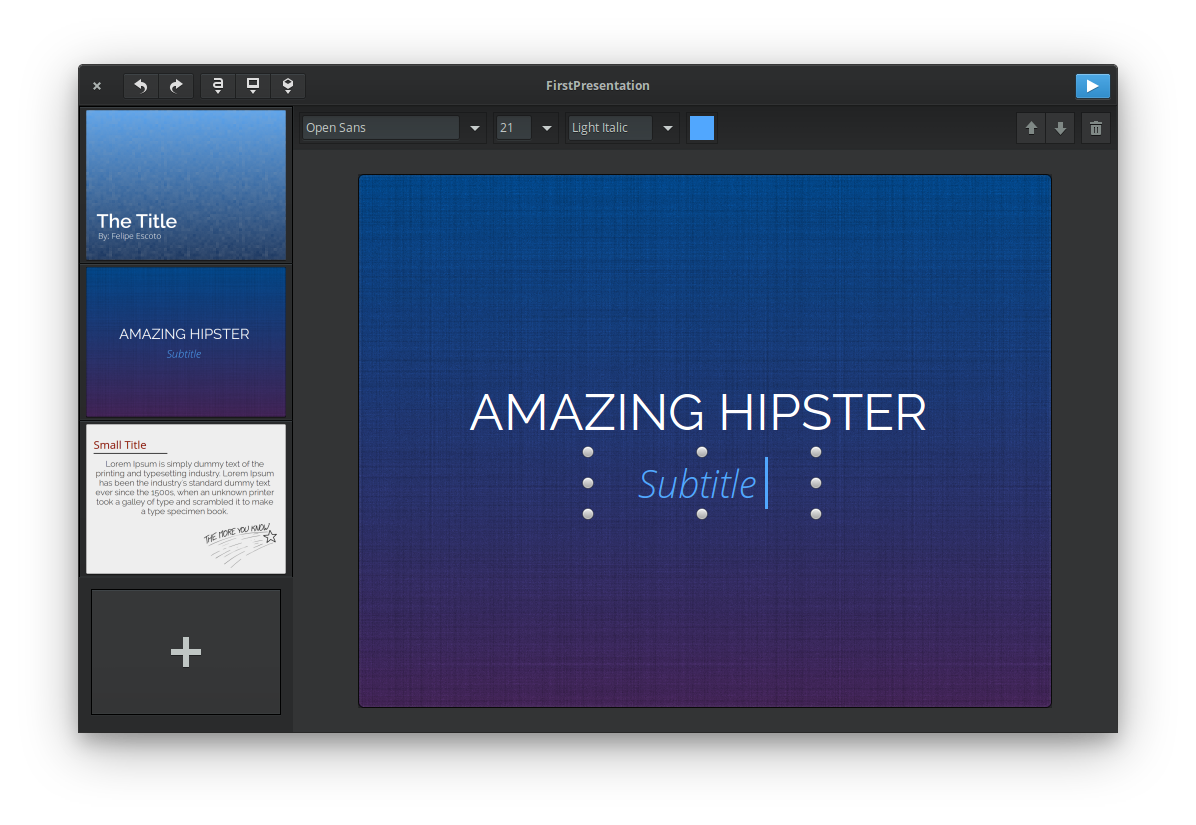 FirstPresentation
Open Sans
21
Light Italic
The Title
By: Felipe Escoto
AMAZING HIPSTER
Subtitle
Small Title
Lorem Ipsum is simply dummy text of the
printing and typesetting industry. Lorem Ipsum
has been the industry's standard dummy text
ever since the 1500s, when an unknown printer
took a galley of type and scrambled it to make
a type specimen book.
THE MORE YOU KNOW
AMAZING HIPSTER
Subtitle